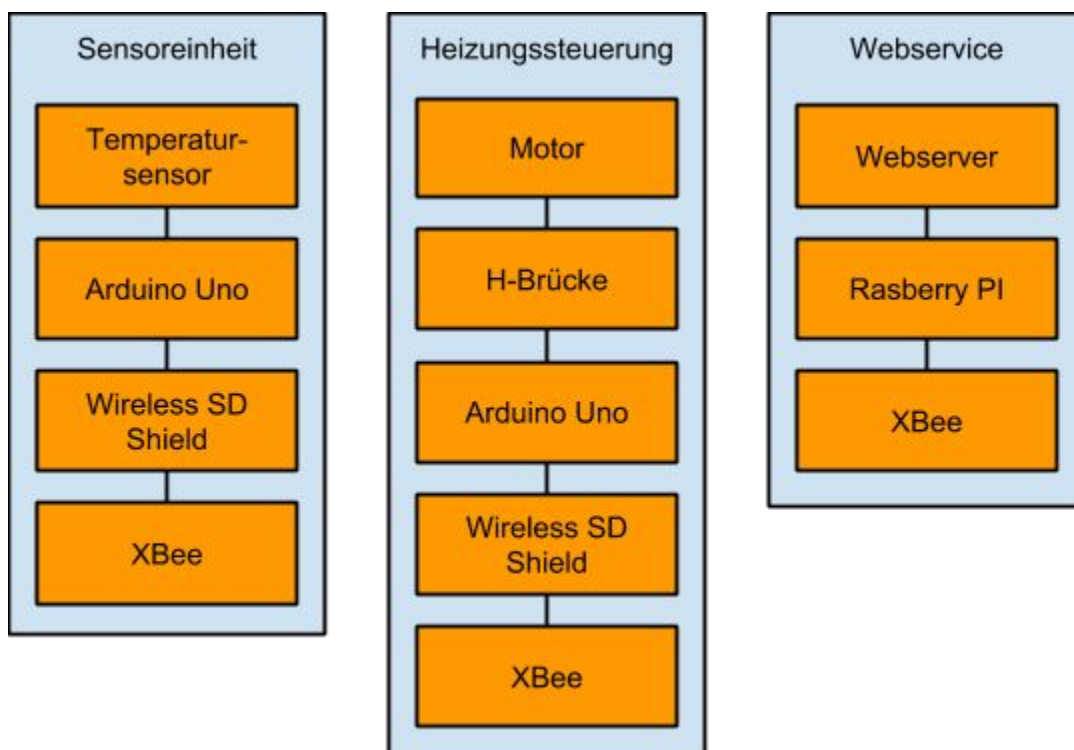 Sensoreinheit
Temperatur-
sensor
Arduino Uno
Wireless SD
Shield
XBee
Heizungssteuerung
Motor
H-Brücke
Arduino Uno
Wireless SD
Shield
XBee
Webservice
Webserver
Rasberry PI
XBee